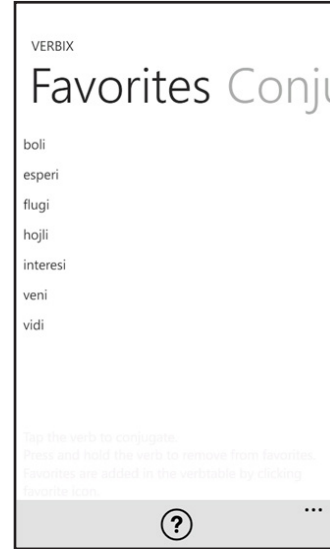 VERBIX
Favorites Conju
boli
esperi
flugi
hojli
interesi
veni
vidi
Tap the verb to conjugate.
Press and hold the verb to remove from favorites.
Favorites are added in the verbtable by clicking
favorite icon.
?
...